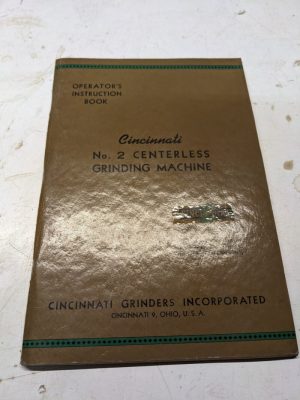 OPERATOR'S
INSTRUCTION
BOOK
Cincinnati
No. 2 CENTERLESS
GRINDING MACHINE
CINCINNATI GRINDERS INCORPORATED
CINCINNATI 9, OHIO, U.S.A.